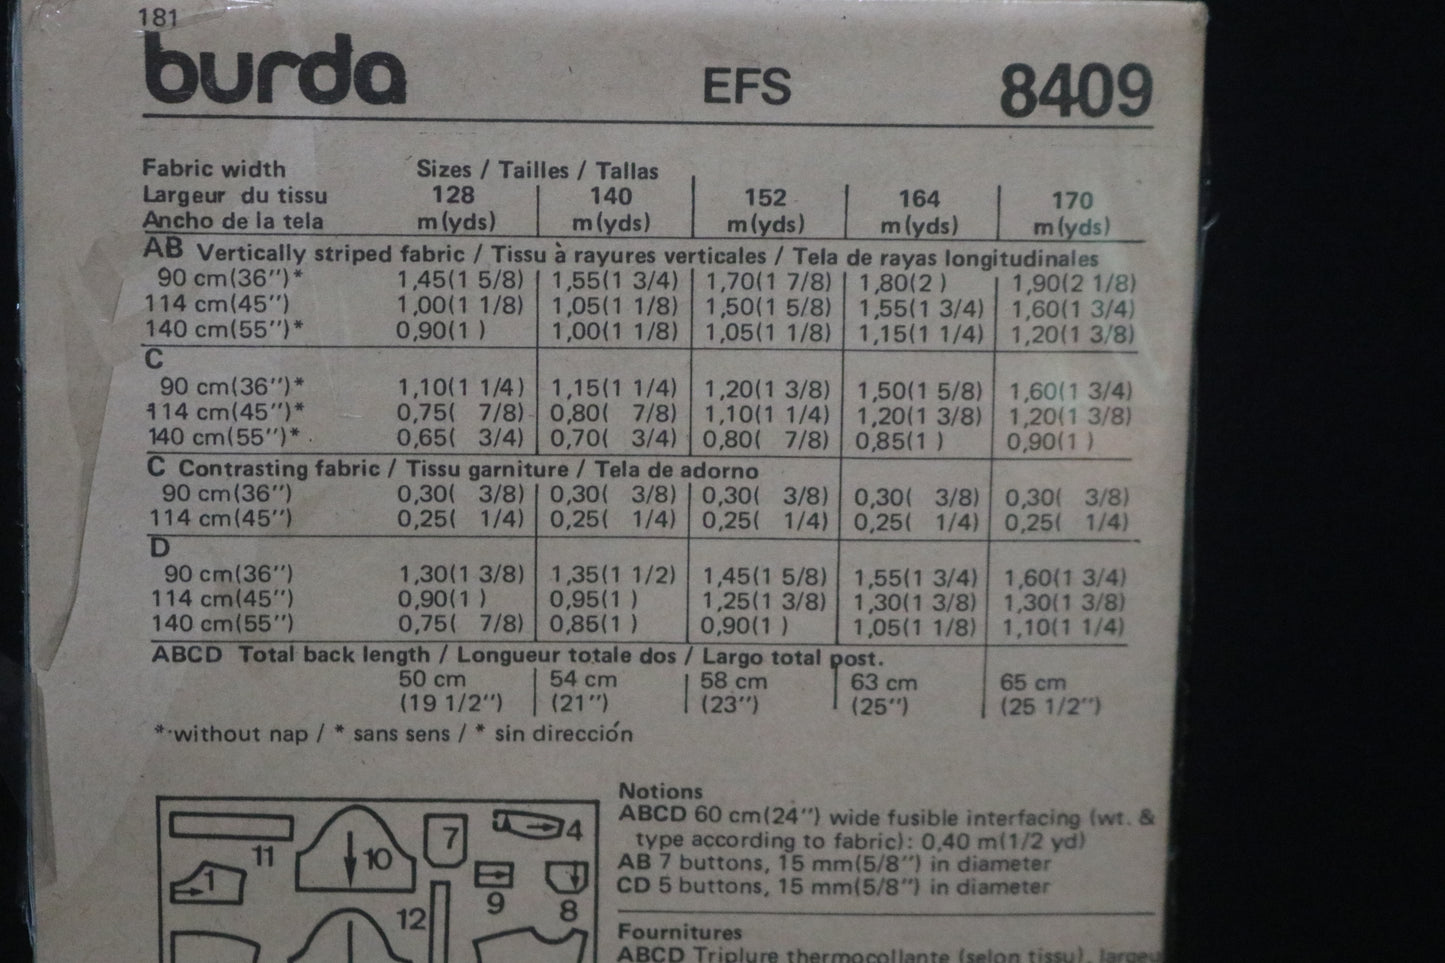 181
burda EFS 8409
Fabric width Sizes / Tailles / Tallas
Largeur du tissu 128 140 152 164 170
Ancho de la tela m(yds) m(yds) m(yds) m(yds) m(yds)
AB Vertically striped fabric / Tissu à rayures verticales / Tela de rayas longitudinales
90 cm(36'')* 1,45(1 5/8) 1,55(1 3/4) 1,70(1 7/8) 1,80(2 ) 1,90(2 1/8)
114 cm(45'') 1,00(1 1/8) 1,05(1 1/8) 1,50(1 5/8) 1,55(1 3/4) 1,60(1 3/4)
140 cm(55'')* 0,90(1 ) 1,00(1 1/8) 1,05(1 1/8) 1,15(1 1/4) 1,20(1 3/8)
C
90 cm(36'')* 1,10(1 1/4) 1,15(1 1/4) 1,20(1 3/8) 1,50(1 5/8) 1,60(1 3/4)
114 cm(45'')* 0,75( 7/8) 0,80( 7/8) 1,10(1 1/4) 1,20(1 3/8) 1,20(1 3/8)
140 cm(55'')* 0,65( 3/4) 0,70( 3/4) 0,80( 7/8) 0,85(1 ) 0,90(1 )
C Contrasting fabric / Tissu garniture / Tela de adorno
90 cm(36'') 0,30( 3/8) 0,30( 3/8) 0,30( 3/8) 0,30( 3/8) 0,30( 3/8)
114 cm(45'') 0,25( 1/4) 0,25( 1/4) 0,25( 1/4) 0,25( 1/4) 0,25( 1/4)
D
90 cm(36'') 1,30(1 3/8) 1,35(1 1/2) 1,45(1 5/8) 1,55(1 3/4) 1,60(1 3/4)
114 cm(45'') 0,90(1 ) 0,95(1 ) 1,25(1 3/8) 1,30(1 3/8) 1,30(1 3/8)
140 cm(55'') 0,75( 7/8) 0,85(1 ) 0,90(1 ) 1,05(1 1/8) 1,10(1 1/4)
ABCD Total back length / Longueur totale dos / Largo total post.
50 cm 54 cm 58 cm 63 cm 65 cm
(19 1/2'') (21'') (23'') (25'') (25 1/2'')
* without nap / * sans sens / * sin dirección
11 10 7 4
1 9 8
12
Notions
ABCD 60 cm(24'') wide fusible interfacing (wt. &
type according to fabric): 0,40 m(1/2 yd)
AB 7 buttons, 15 mm(5/8'') in diameter
CD 5 buttons, 15 mm(5/8'') in diameter
Fournitures
ABCD Triplure thermocollante (selon tissu), largeu